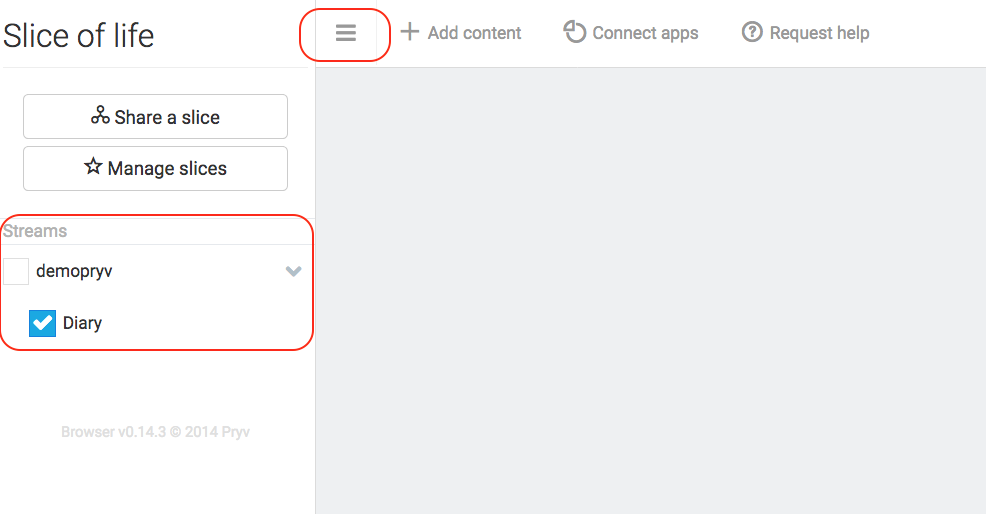 Slice of life
Add content
Connect apps
Request help
Share a slice
Manage slices
Streams
demopryv
Diary
Browser v0.14.3 © 2014 Pryv